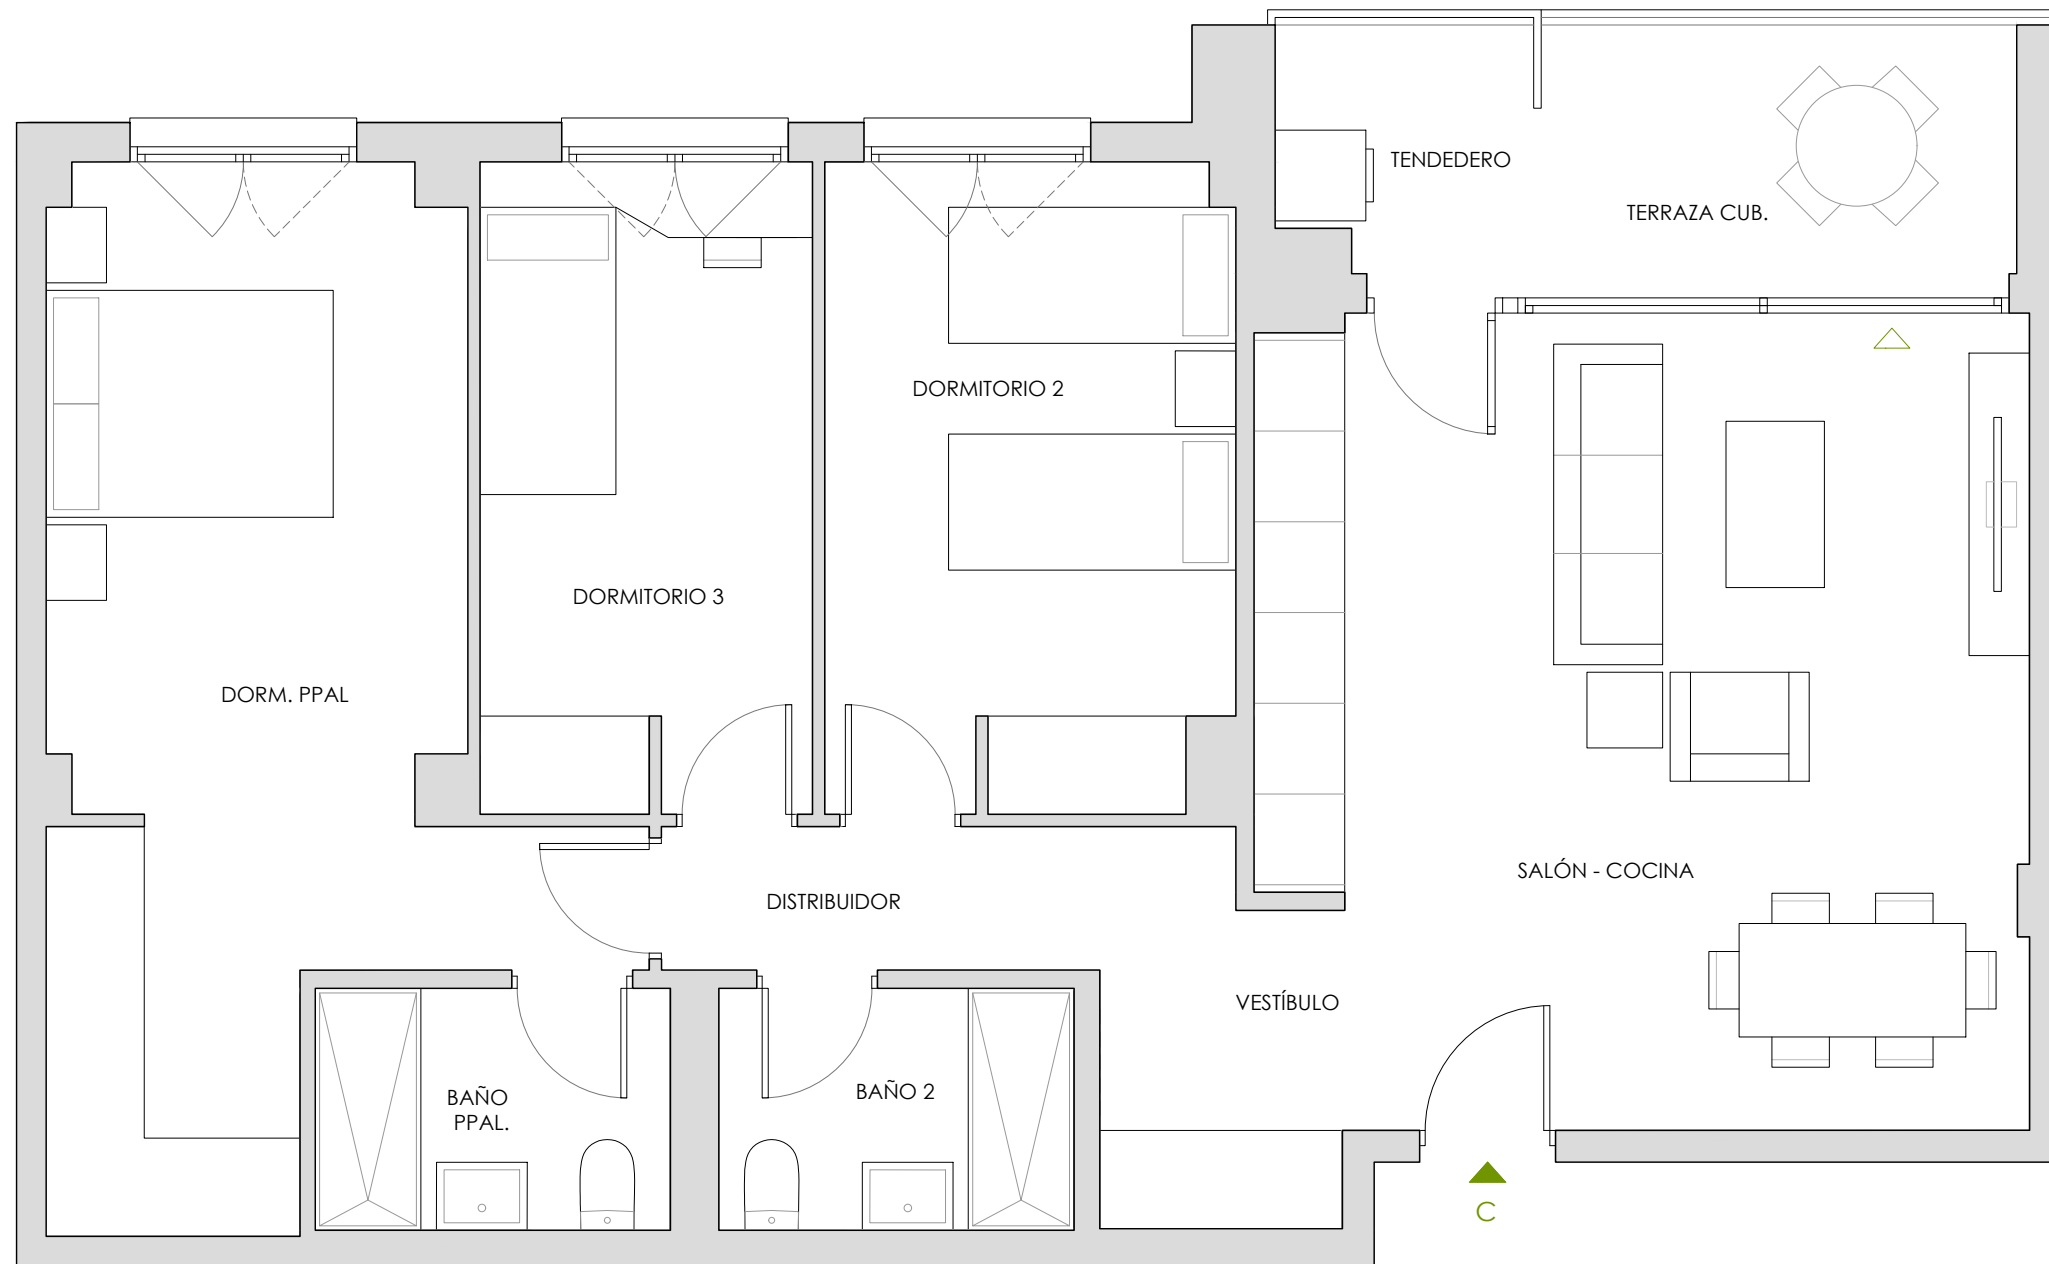 TENDEDERO
TERRAZA CUB.
DORMITORIO 2
DORMITORIO 3
DORM. PPAL
SALÓN - COCINA
DISTRIBUIDOR
VESTÍBULO
BAÑO
PPAL.
BAÑO 2
C